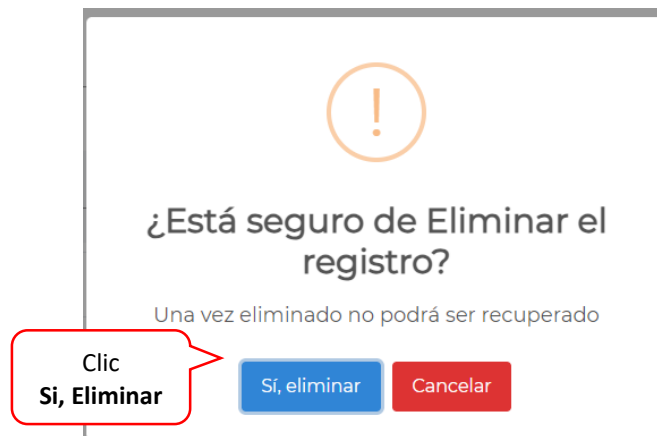 !
¿Está seguro de Eliminar el
registro?
Una vez eliminado no podrá ser recuperado
Clic
Si, Eliminar
Sí, eliminar
Cancelar